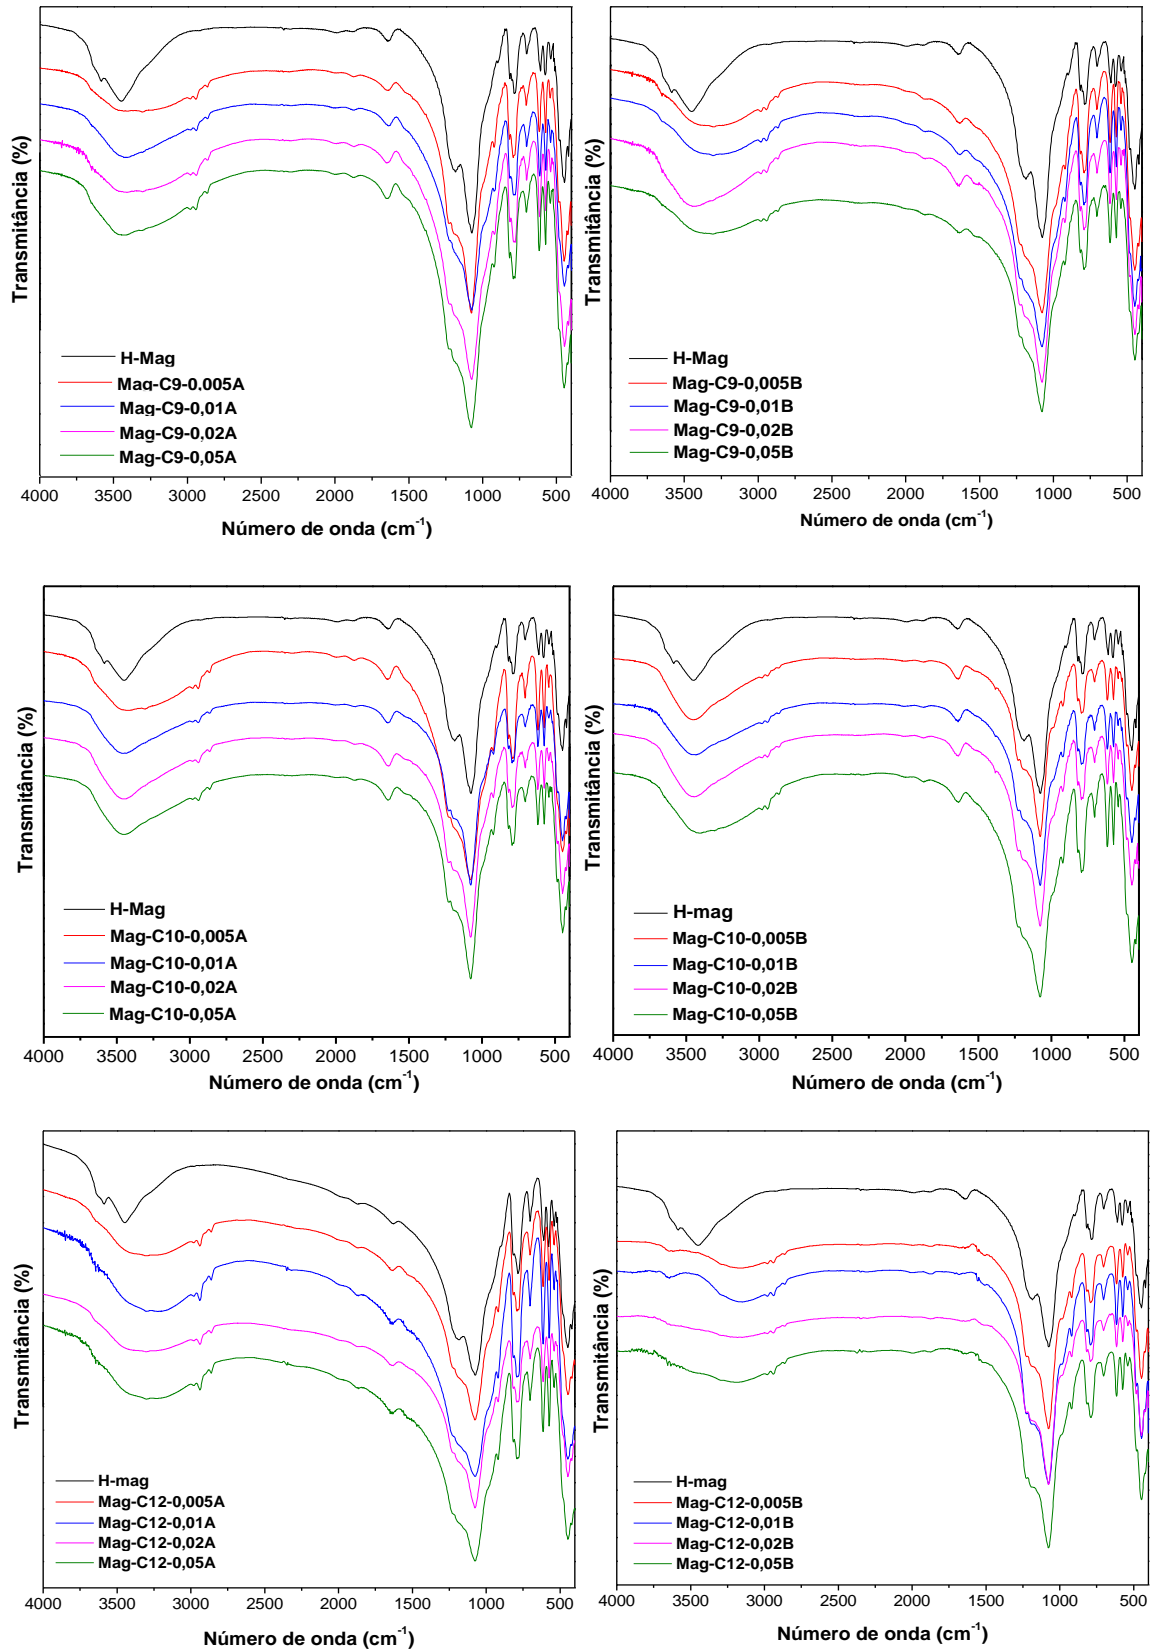 Transmitância (%)
H-Mag
Mag-C9-0,005A
Mag-C9-0,01A
Mag-C9-0,02A
Mag-C9-0,05A
4000 3500 3000 2500 2000 1500 1000 500
Número de onda (cm-1)
Transmitância (%)
H-Mag
Mag-C9-0,005B
Mag-C9-0,01B
Mag-C9-0,02B
Mag-C9-0,05B
4000 3500 3000 2500 2000 1500 1000 500
Número de onda (cm-1)
Transmitância (%)
H-Mag
Mag-C10-0,005A
Mag-C10-0,01A
Mag-C10-0,02A
Mag-C10-0,05A
4000 3500 3000 2500 2000 1500 1000 500
Número de onda (cm-1)
Transmitância (%)
H-mag
Mag-C10-0,005B
Mag-C10-0,01B
Mag-C10-0,02B
Mag-C10-0,05B
4000 3500 3000 2500 2000 1500 1000 500
Número de onda (cm-1)
Transmitância (%)
H-mag
Mag-C12-0,005A
Mag-C12-0,01A
Mag-C12-0,02A
Mag-C12-0,05A
4000 3500 3000 2500 2000 1500 1000 500
Número de onda (cm-1)
Transmitância (%)
H-mag
Mag-C12-0,005B
Mag-C12-0,01B
Mag-C12-0,02B
Mag-C12-0,05B
4000 3500 3000 2500 2000 1500 1000 500
Número de onda (cm-1)